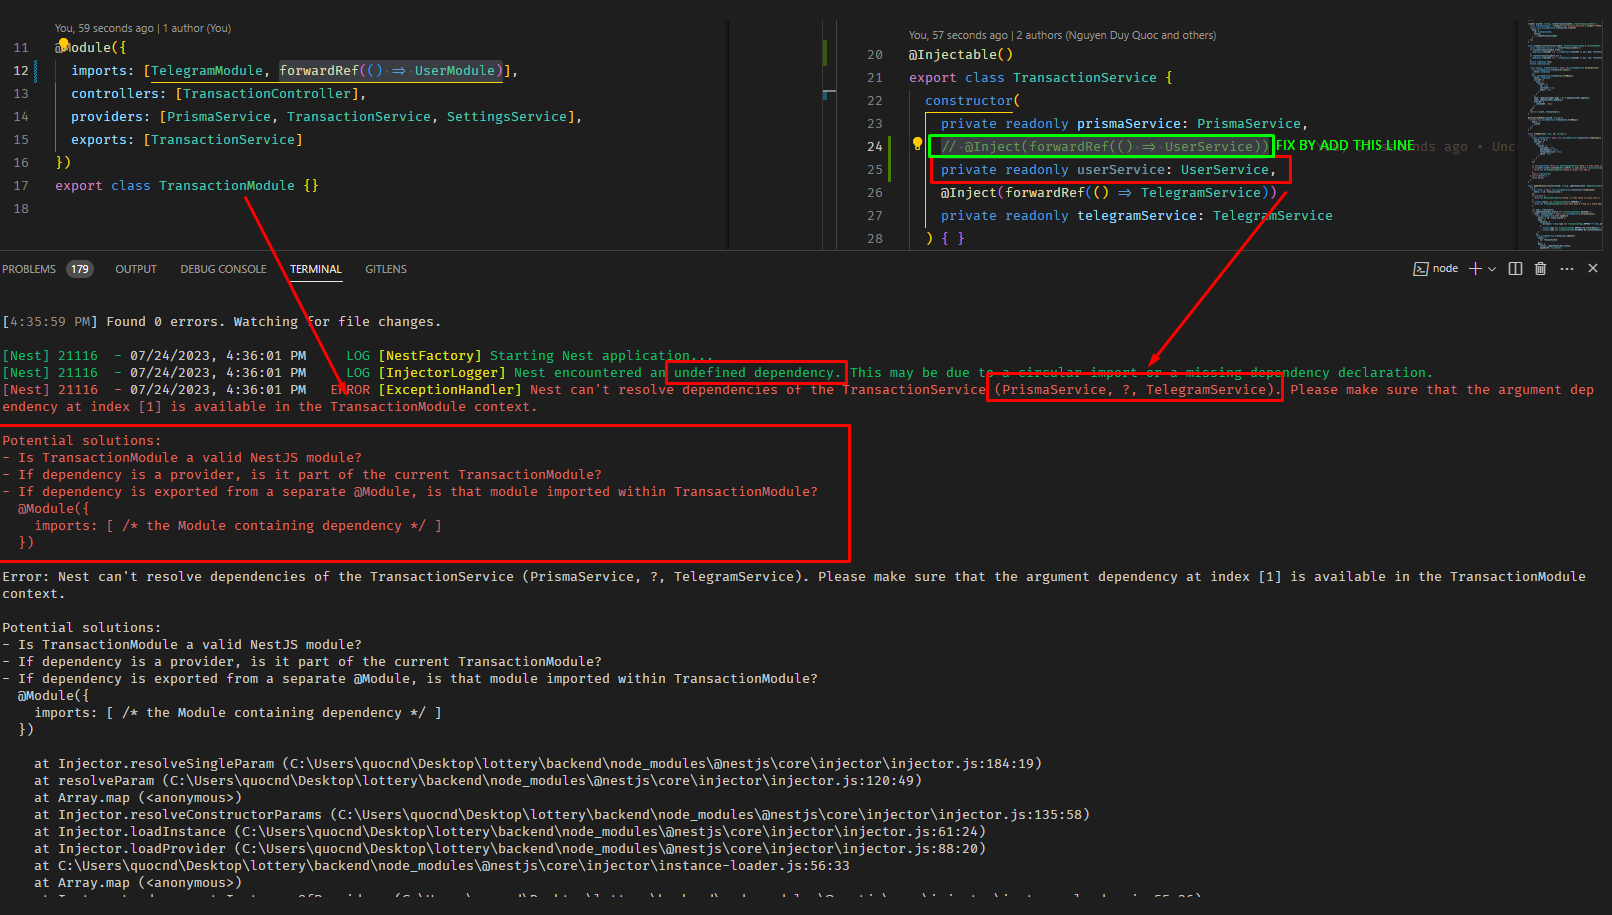 You, 59 seconds ago | 1 author (You)
11 @Module({
12 imports: [TelegramModule, forwardRef(() => UserModule)],
13 controllers: [TransactionController],
14 providers: [PrismaService, TransactionService, SettingsService],
15 exports: [TransactionService]
16 })
17 export class TransactionModule {}
18
You, 57 seconds ago | 2 authors (Nguyen Duy Quoc and others)
20 @Injectable()
21 export class TransactionService {
22 constructor(
23 private readonly prismaService: PrismaService,
24 // @Inject(forwardRef(() => UserService)) FIX BY ADD THIS LINE
25 private readonly userService: UserService,
26 @Inject(forwardRef(() => TelegramService))
27 private readonly telegramService: TelegramService
28 ) { }
PROBLEMS 179 OUTPUT DEBUG CONSOLE TERMINAL GITLENS node
[4:35:59 PM] Found 0 errors. Watching for file changes.
[Nest] 21116 - 07/24/2023, 4:36:01 PM LOG [NestFactory] Starting Nest application...
[Nest] 21116 - 07/24/2023, 4:36:01 PM LOG [InjectorLogger] Nest encountered an undefined dependency. This may be due to a circular import or a missing dependency declaration.
[Nest] 21116 - 07/24/2023, 4:36:01 PM ERROR [ExceptionHandler] Nest can't resolve dependencies of the TransactionService (PrismaService, ?, TelegramService). Please make sure that the argument dep
endency at index [1] is available in the TransactionModule context.
Potential solutions:
- Is TransactionModule a valid NestJS module?
- If dependency is a provider, is it part of the current TransactionModule?
- If dependency is exported from a separate @Module, is that module imported within TransactionModule?
@Module({
imports: [ /* the Module containing dependency */ ]
})
Error: Nest can't resolve dependencies of the TransactionService (PrismaService, ?, TelegramService). Please make sure that the argument dependency at index [1] is available in the TransactionModule
context.
Potential solutions:
- Is TransactionModule a valid NestJS module?
- If dependency is a provider, is it part of the current TransactionModule?
- If dependency is exported from a separate @Module, is that module imported within TransactionModule?
@Module({
imports: [ /* the Module containing dependency */ ]
})
at Injector.resolveSingleParam (C:\Users\quocnd\Desktop\lottery\backend\node_modules\@nestjs\core\injector\injector.js:184:19)
at resolveParam (C:\Users\quocnd\Desktop\lottery\backend\node_modules\@nestjs\core\injector\injector.js:120:49)
at Array.map (<anonymous>)
at Injector.resolveConstructorParams (C:\Users\quocnd\Desktop\lottery\backend\node_modules\@nestjs\core\injector\injector.js:135:58)
at Injector.loadInstance (C:\Users\quocnd\Desktop\lottery\backend\node_modules\@nestjs\core\injector\injector.js:61:24)
at Injector.loadProvider (C:\Users\quocnd\Desktop\lottery\backend\node_modules\@nestjs\core\injector\injector.js:88:20)
at C:\Users\quocnd\Desktop\lottery\backend\node_modules\@nestjs\core\injector\instance-loader.js:56:33
at Array.map (<anonymous>)